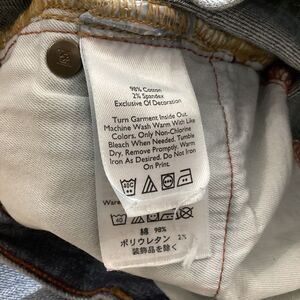 98% Cotton
2% Spandex
Exclusive Of Decoration
Turn Garment Inside Out.
Machine Wash Warm With Like
Colors. Only Non-Chlorine
Bleach When Needed. Tumble
Dry. Remove Promptly. Warm
Iron As Desired. Do Not Iron
On Print.
40
綿 98%
ポリウレタン 2%
装飾品を除く